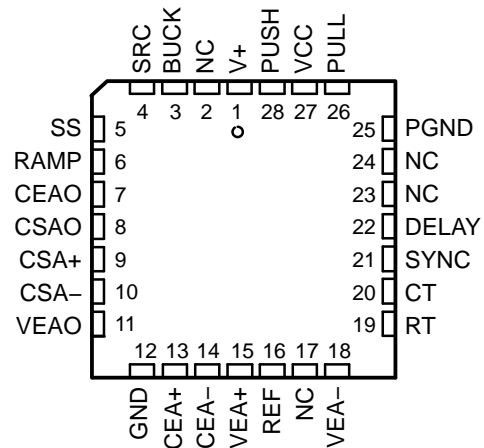 SRC BUCK NC V+ PUSH VCC PULL
4 3 2 1 28 27 26
SS 5 25 PGND
RAMP 6 24 NC
CEAO 7 23 NC
CSAO 8 22 DELAY
CSA+ 9 21 SYNC
CSA− 10 20 CT
VEAO 11 19 RT
12 13 14 15 16 17 18
GND CEA+ CEA− VEA+ REF NC VEA−